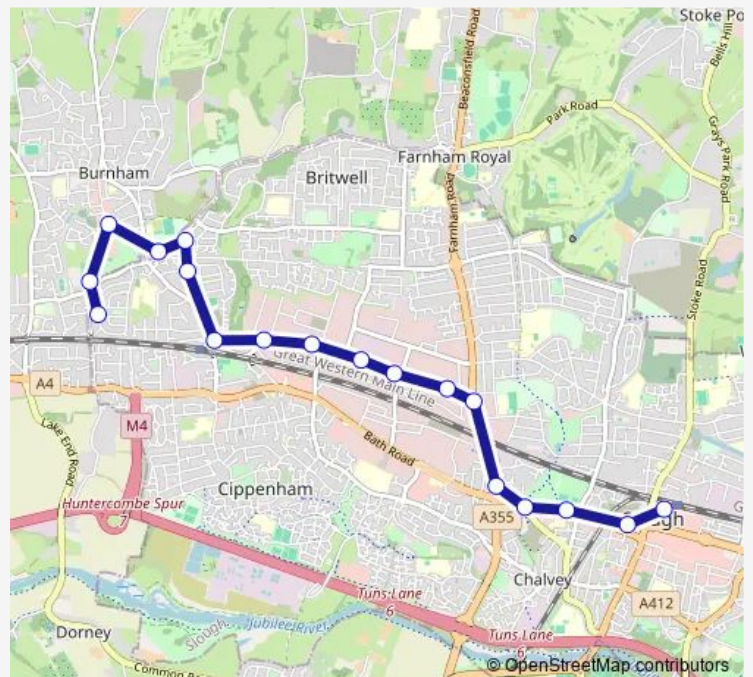 Stoke Po
Bells Hill
Beaconsfield Road
Park Road
Grays Park Road
Burnham
Britwell
Farnham Royal
Farnham Road
Stoke Road
Great Western Main Line
A4
M4
Lake End Road
Bath Road
Huntercombe Spur
7
Cippenham
A355
gh
G
Chalvey
Tuns Lane
6
A412
Slough
Jubilee River
Tuns Lane
6
Dorney
Common Roa
© OpenStreetMap contributors